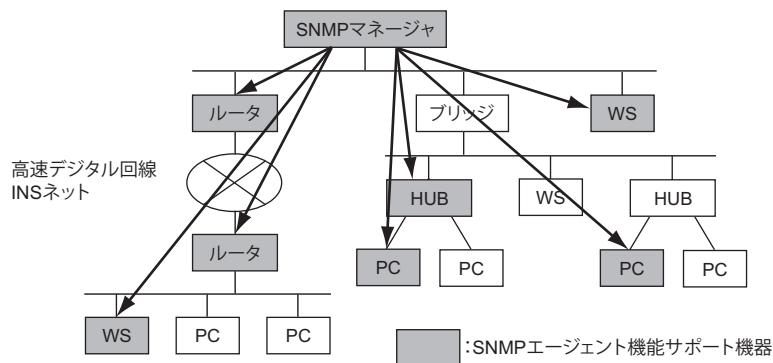 SNMPマネージャ
ルータ
ブリッジ
WS
高速デジタル回線
INSネット
HUB
WS
HUB
ルータ
PC
PC
PC
PC
WS
PC
PC
:SNMPエージェント機能サポート機器